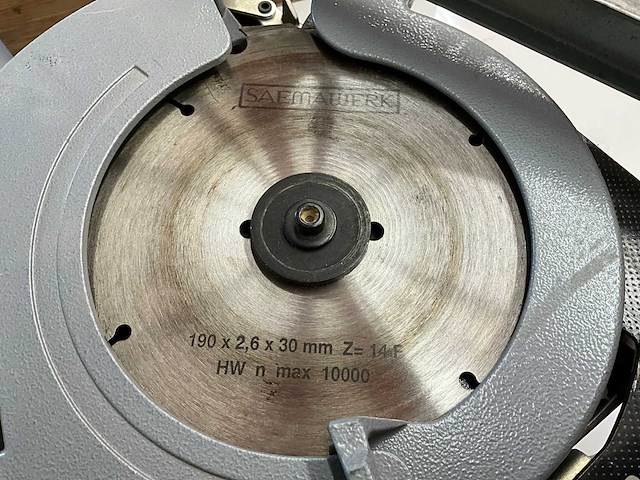 SAEMAWERK
190 x 2,6 x 30 mm Z= 14 F
HW n max 10000